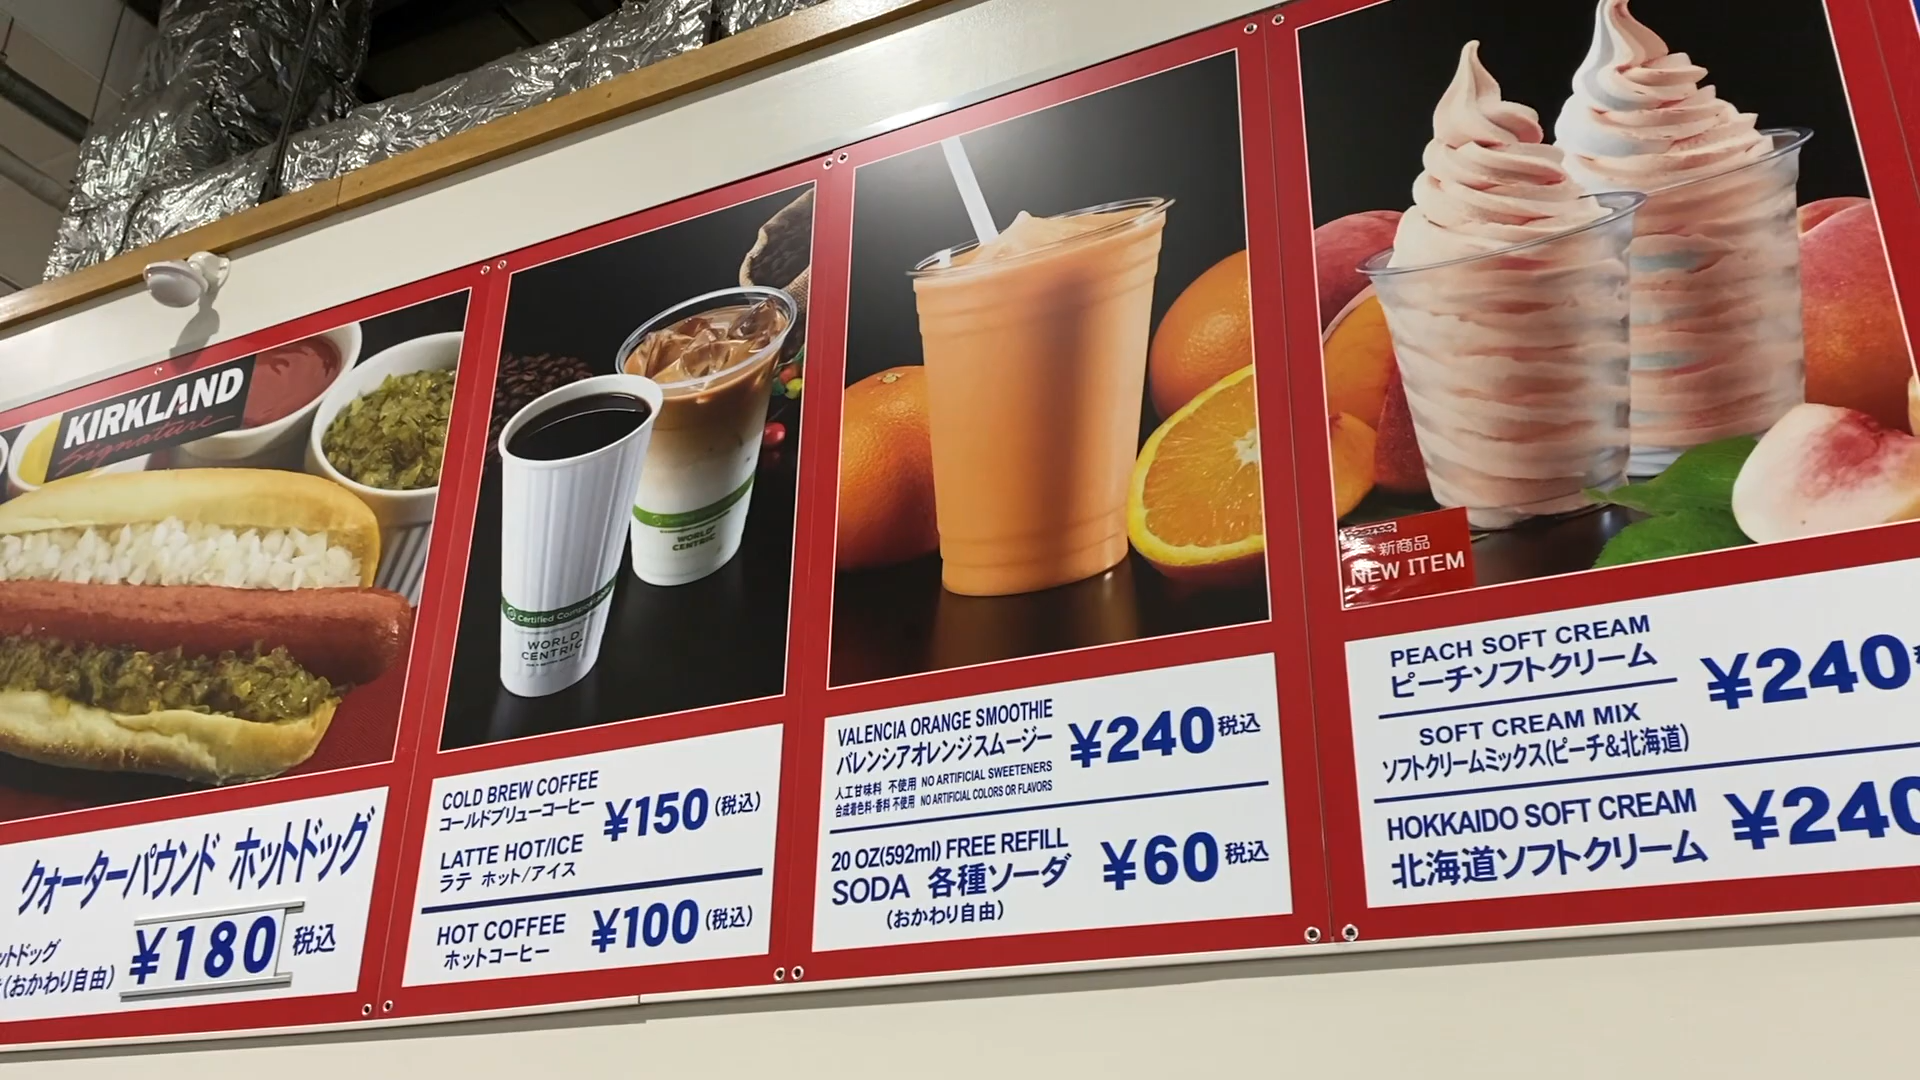 KIRKLAND
Signature
クォーターパウンド ホットドッグ
ットドッグ
(おかわり自由)
¥180 税込
Certified Compostable
WORLD
CENTRIC
WORLD
CENTRIC
COLD BREW COFFEE
コールドブリューコーヒー
LATTE HOT/ICE
ラテ ホット/アイス
¥150 (税込)
HOT COFFEE
ホットコーヒー
¥100 (税込)
VALENCIA ORANGE SMOOTHIE
バレンシアオレンジスムージー
人工甘味料 不使用 NO ARTIFICIAL SWEETENERS
合成着色料・香料 不使用 NO ARTIFICIAL COLORS OR FLAVORS
¥240 税込
20 OZ(592ml) FREE REFILL
SODA 各種ソーダ
(おかわり自由)
¥60 税込
COSTCO
新商品
NEW ITEM
PEACH SOFT CREAM
ピーチソフトクリーム
SOFT CREAM MIX
ソフトクリームミックス(ピーチ&北海道)
¥240
HOKKAIDO SOFT CREAM
北海道ソフトクリーム
¥240